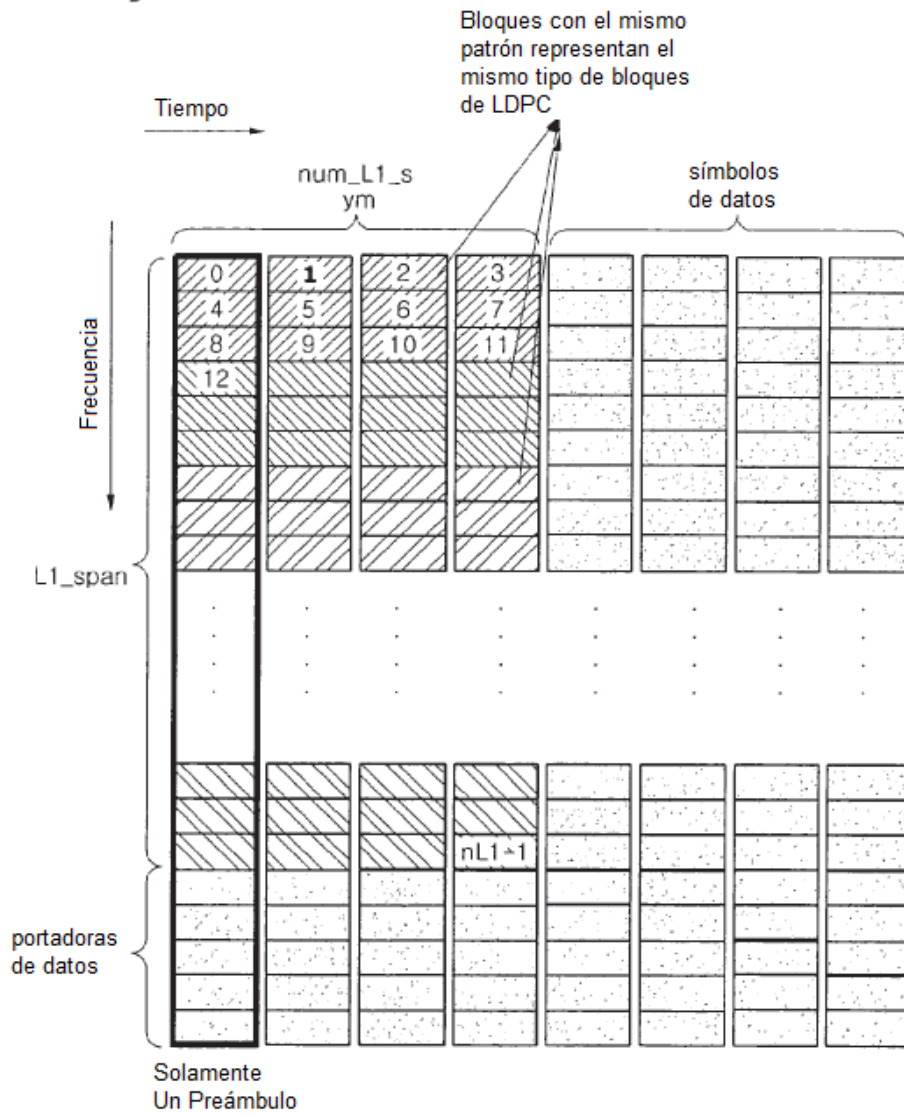 Bloques con el mismo
patrón representan el
mismo tipo de bloques
de LDPC
Tiempo
num_L1_s
ym
símbolos
de datos
Frecuencia
0 1 2 3
4 5 6 7
8 9 10 11
12
L1_span
nL1-1
portadoras
de datos
Solamente
Un Preámbulo